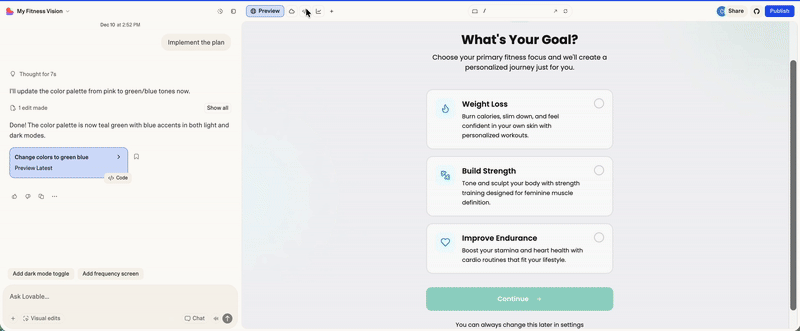 My Fitness Vision
Preview
/
Share
Publish
Dec 10 at 2:52 PM
Implement the plan
Thought for 7s
I'll update the color palette from pink to green/blue tones now.
1 edit made
Show all
Done! The color palette is now teal green with blue accents in both light and
dark modes.
Change colors to green blue
Preview Latest
Code
Add dark mode toggle
Add frequency screen
Ask Lovable...
Visual edits
Chat
What's Your Goal?
Choose your primary fitness focus and we'll create a
personalized journey just for you.
Weight Loss
Burn calories, slim down, and feel
confident in your own skin with
personalized workouts.
Build Strength
Tone and sculpt your body with strength
training designed for feminine muscle
definition.
Improve Endurance
Boost your stamina and heart health with
cardio routines that fit your lifestyle.
Continue →
You can always change this later in settings